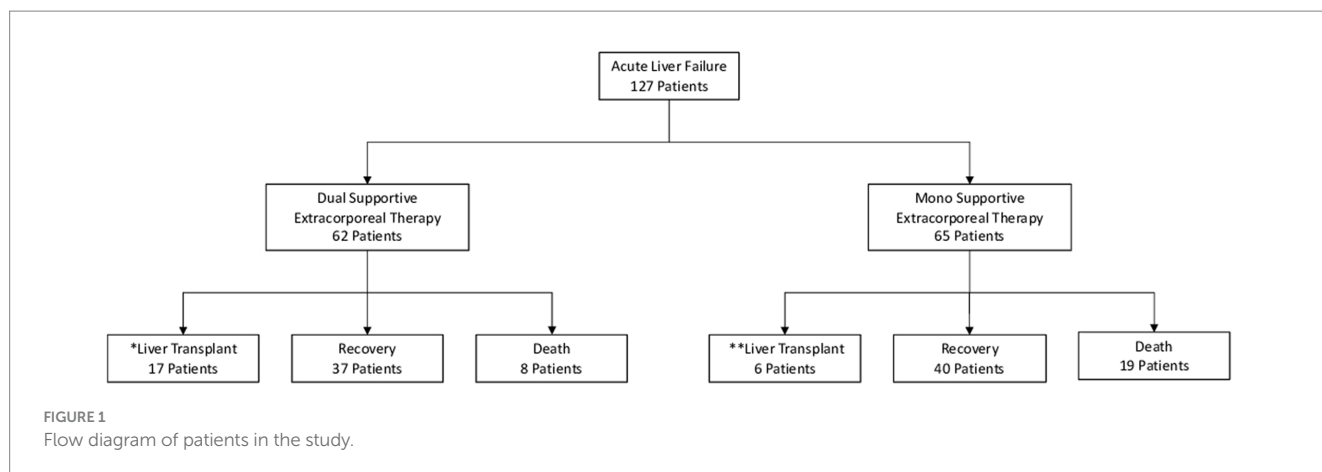 Acute Liver Failure
127 Patients
Dual Supportive
Extracorporeal Therapy
62 Patients
Mono Supportive
Extracorporeal Therapy
65 Patients
*Liver Transplant
17 Patients
Recovery
37 Patients
Death
8 Patients
**Liver Transplant
6 Patients
Recovery
40 Patients
Death
19 Patients
FIGURE 1
Flow diagram of patients in the study.